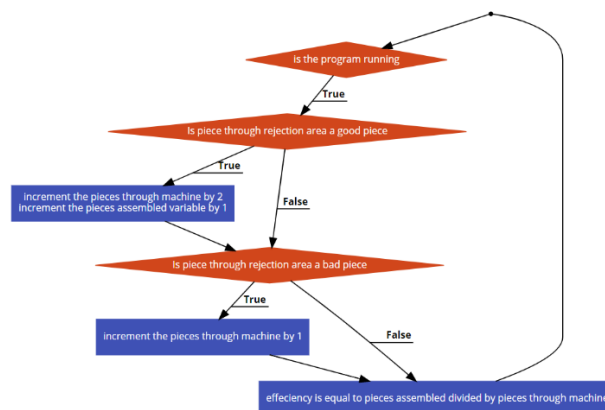 is the program running
True
Is piece through rejection area a good piece
True
increment the pieces through machine by 2
increment the pieces assembled variable by 1
False
Is piece through rejection area a bad piece
True
increment the pieces through machine by 1
False
effeciency is equal to pieces assembled divided by pieces through machine